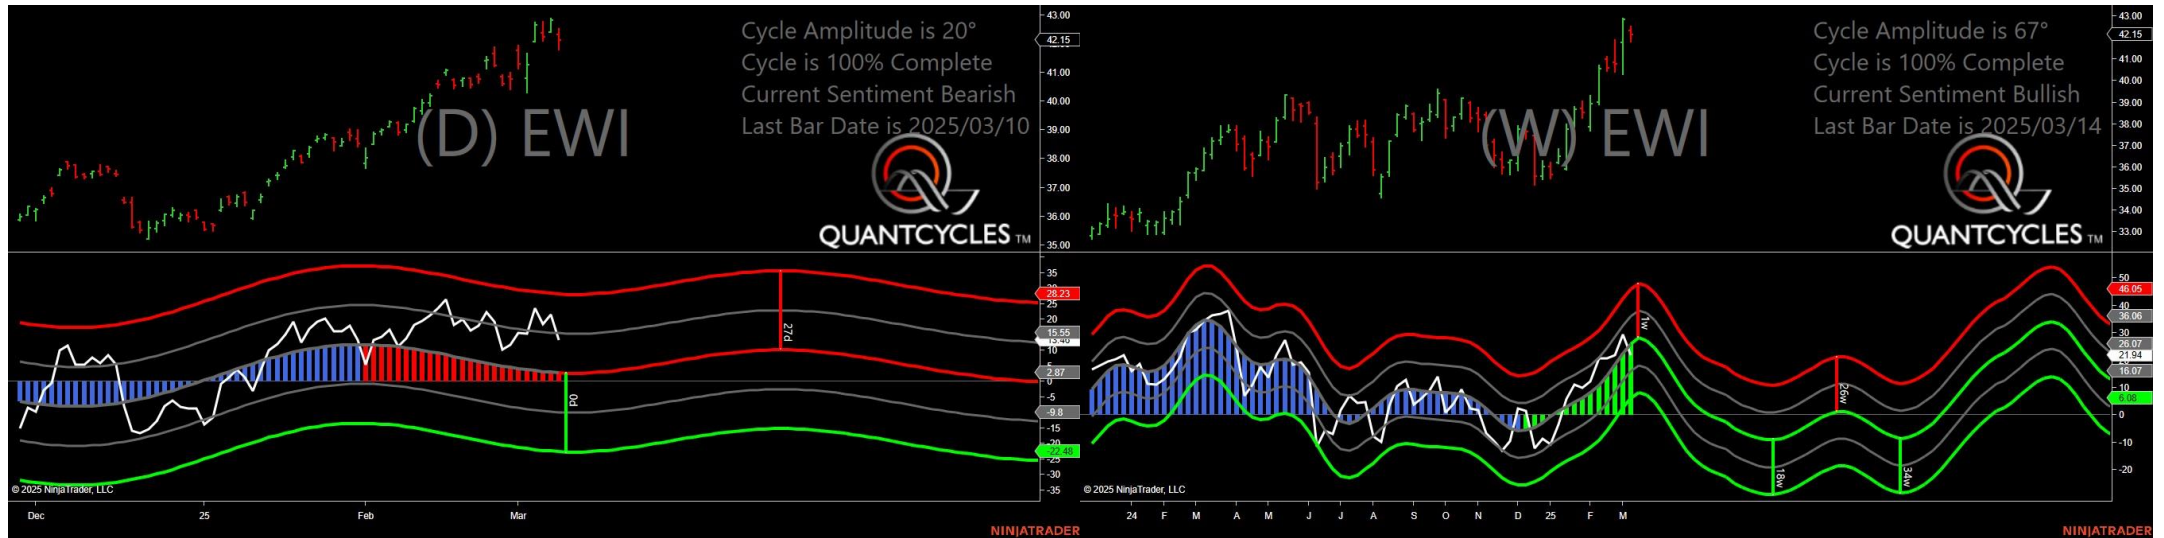 Cycle Amplitude is 20°
Cycle is 100% Complete
Current Sentiment Bearish
Last Bar Date is 2025/03/10
(D) EWI
QUANTCYCLES TM
43.00
42.15
41.00
40.00
39.00
38.00
37.00
36.00
35.00
35
28.23
25
20
15.55
13.46
10
5
2.87
0
-5
-9.8
-15
-20
-22.48
-25
-30
-35
27d
0d
© 2025 NinjaTrader, LLC
Dec 25 Feb Mar
NINJATRADER
Cycle Amplitude is 67°
Cycle is 100% Complete
Current Sentiment Bullish
Last Bar Date is 2025/03/14
(W) EWI
QUANTCYCLES TM
43.00
42.15
41.00
40.00
39.00
38.00
37.00
36.00
35.00
34.00
33.00
50
46.05
40
36.06
30
26.07
21.94
16.07
10
6.08
0
-10
-20
1w
26w
18w
34w
© 2025 NinjaTrader, LLC
24 F M A M J J A S O N D 25 F M
NINJATRADER